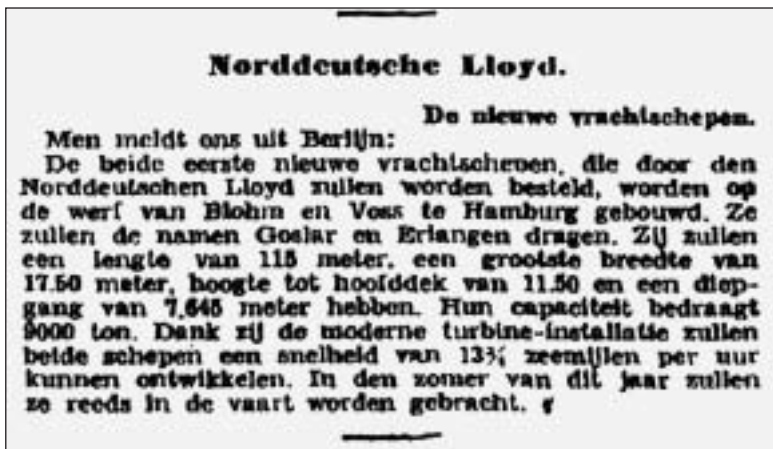 Norddeutsche Lloyd.
De nieuwe vrachtschepen.
Men meldt ons uit Berlijn:
De beide eerste nieuwe vrachtschepen, die door den
Norddeutschen Lloyd zullen worden besteld, worden op
de werf van Blohm en Voss te Hamburg gebouwd. Ze
zullen de namen Goslar en Erlangen dragen. Zij zullen
een lengte van 115 meter, een grootste breedte van
17.50 meter, hoogte tot hoofddek van 11.50 en een diep-
gang van 7.645 meter hebben. Hun capaciteit bedraagt
9000 ton. Dank zij de moderne turbine-installatie zullen
beide schepen een snelheid van 13¾ zeemijlen per uur
kunnen ontwikkelen. In den zomer van dit jaar zullen
ze reeds in de vaart worden gebracht.